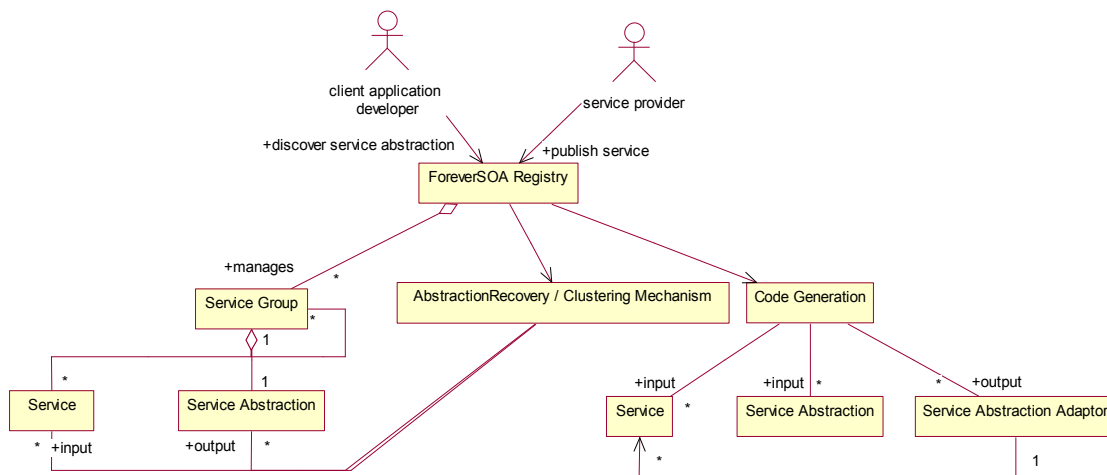 client application
developer
service provider
+discover service abstraction
+publish service
ForeverSOA Registry
+manages
*
Service Group
*
1
AbstractionRecovery / Clustering Mechanism
Code Generation
*
1
+input
+input
*
*
+output
*
Service
Service Abstraction
Service
Service Abstraction
Service Abstraction Adaptor
* +input
+output *
*
1